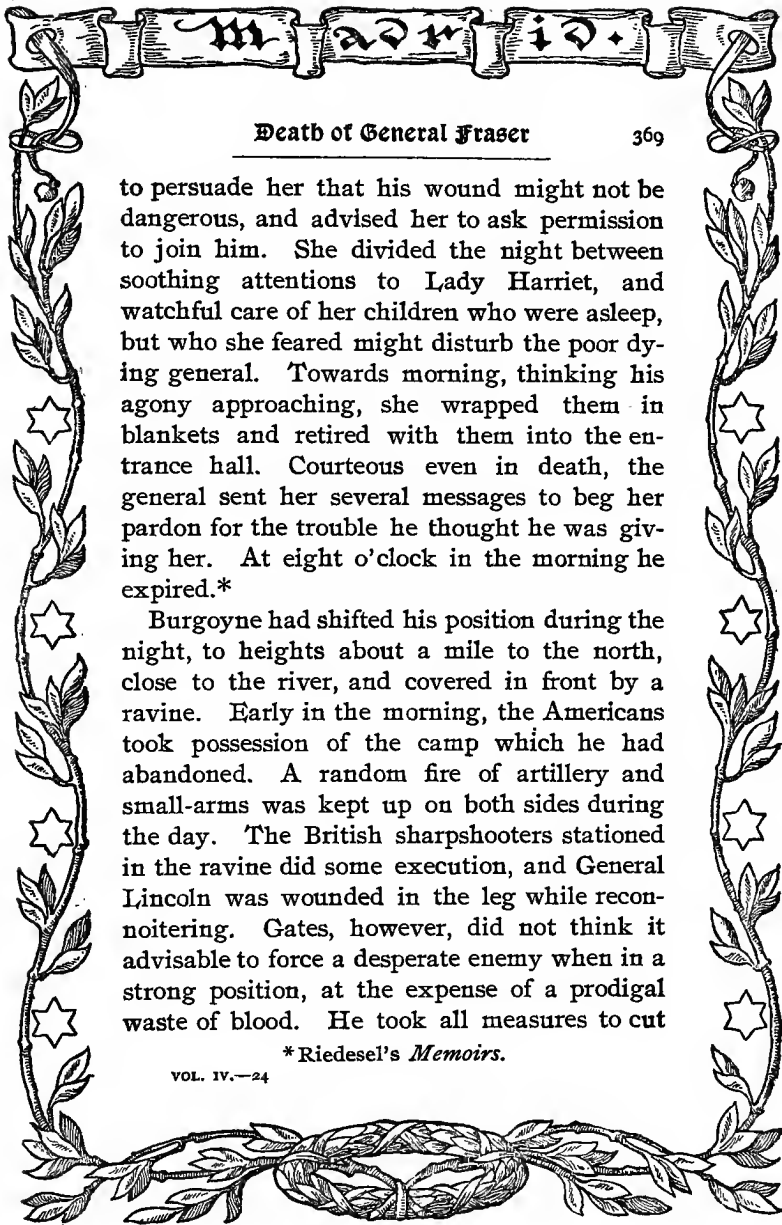 Madrid.
Death of General Fraser 369
to persuade her that his wound might not be
dangerous, and advised her to ask permission
to join him. She divided the night between
soothing attentions to Lady Harriet, and
watchful care of her children who were asleep,
but who she feared might disturb the poor dy-
ing general. Towards morning, thinking his
agony approaching, she wrapped them in
blankets and retired with them into the en-
trance hall. Courteous even in death, the
general sent her several messages to beg her
pardon for the trouble he thought he was giv-
ing her. At eight o'clock in the morning he
expired.*
Burgoyne had shifted his position during the
night, to heights about a mile to the north,
close to the river, and covered in front by a
ravine. Early in the morning, the Americans
took possession of the camp which he had
abandoned. A random fire of artillery and
small-arms was kept up on both sides during
the day. The British sharpshooters stationed
in the ravine did some execution, and General
Lincoln was wounded in the leg while recon-
noitering. Gates, however, did not think it
advisable to force a desperate enemy when in a
strong position, at the expense of a prodigal
waste of blood. He took all measures to cut
* Riedesel's Memoirs.
VOL. IV.—24